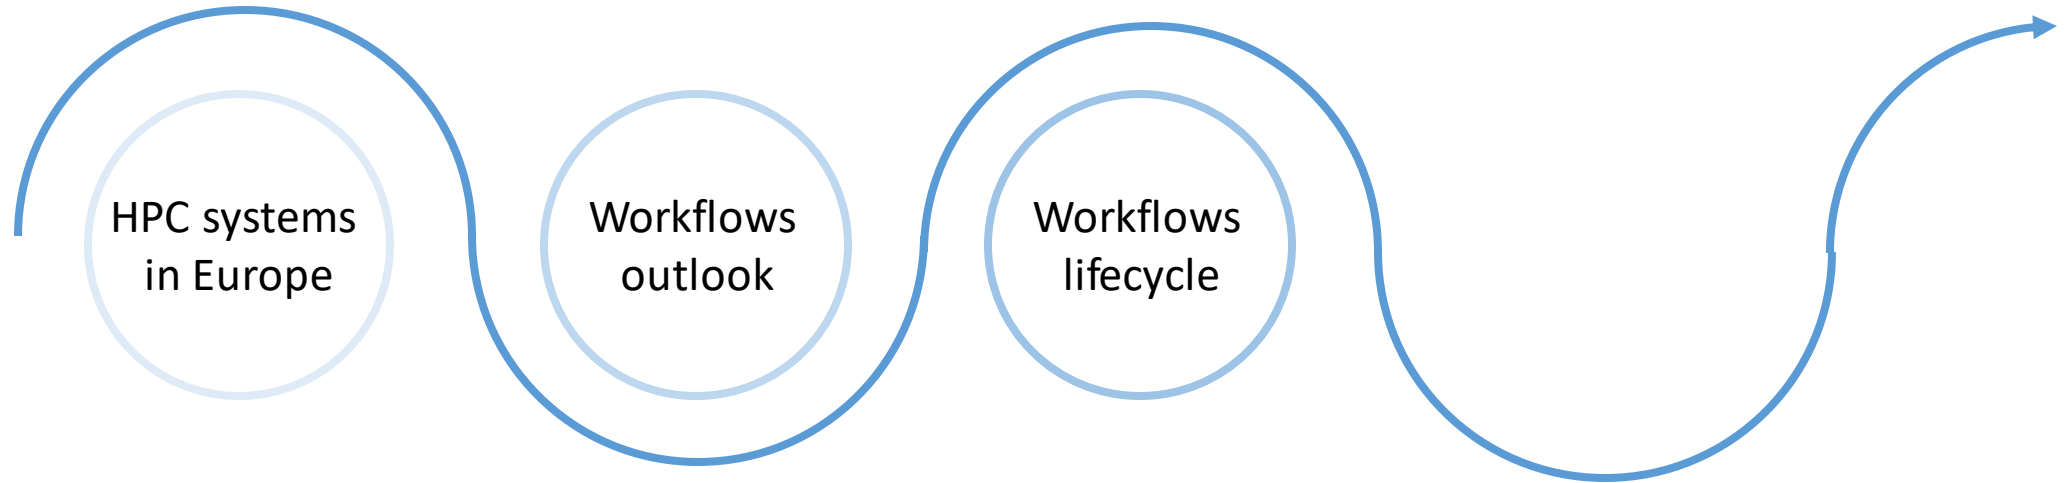 HPC systems
in Europe
Workflows
outlook
Workflows
lifecycle